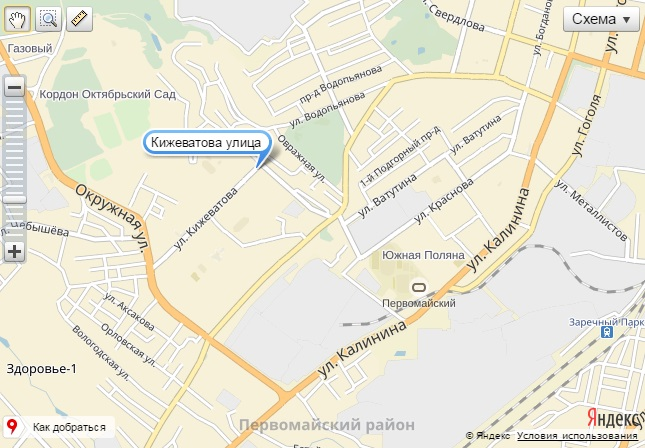 ул. Свердлова
ул. Богданова
Схема
Газовый
пр-д Водопьянова
Кордон Октябрьский Сад
ул. Водопьянова
ул. Гоголя
Кижеватова улица
Овражная ул.
1-й Подгорный пр-д
ул. Ватутина
Окружная ул.
ул. Кижеватова
ул. Ватутина
ул. Краснова
ул. Металлистов
л. Чебышёва
ул. Калинина
Южная Поляна
ул. Аксакова
Первомайский
Орловская ул.
Вологодская ул.
ул. Калинина
Заречный Парк
Здоровье-1
Как добраться
Первомайский район
Яндекс
© Яндекс Условия использования